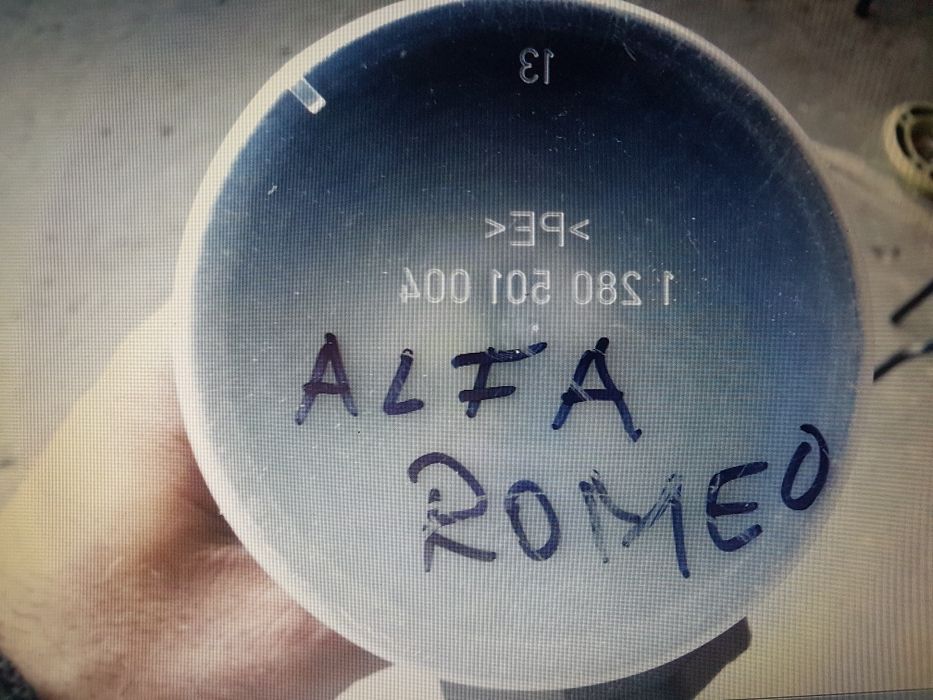 13
>PE<
1 280 501 004
ALFA
ROMEO